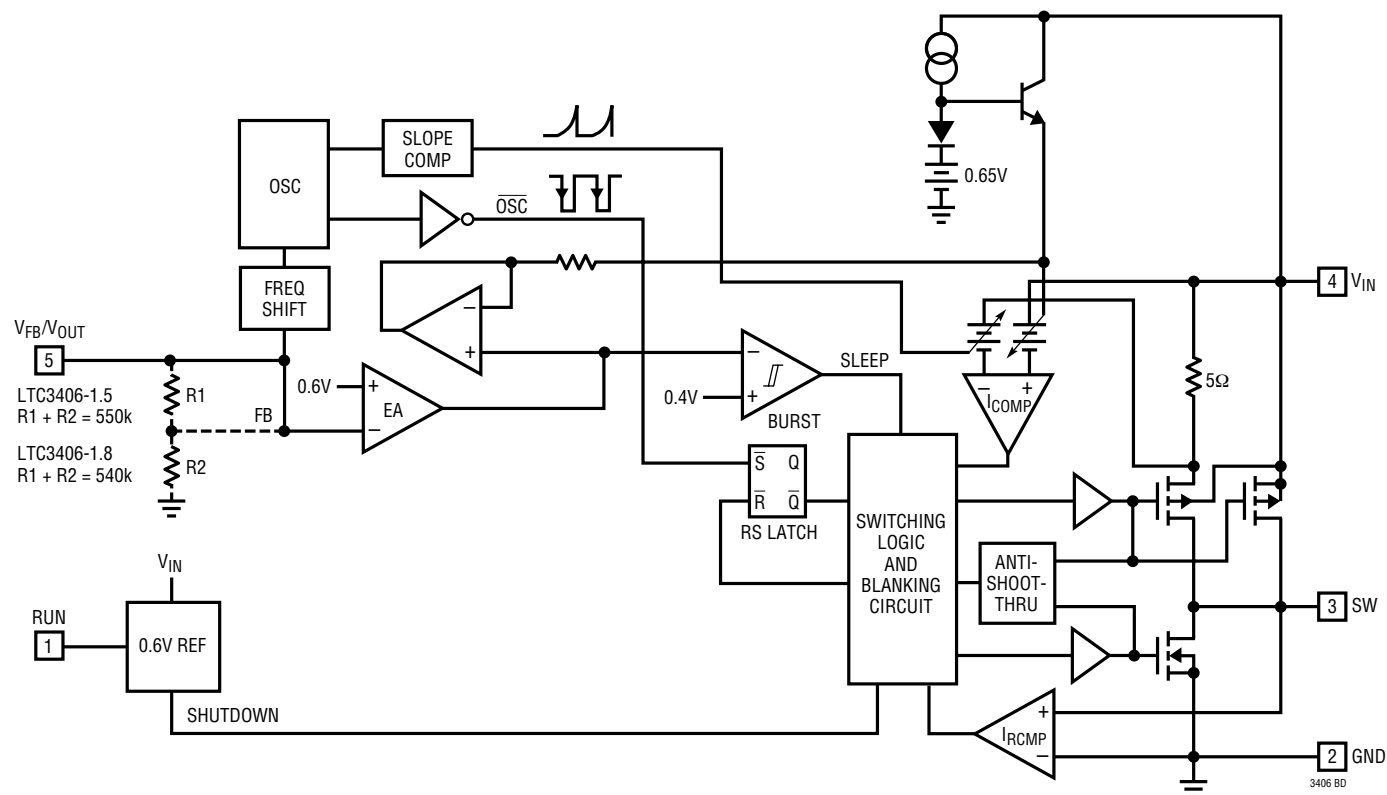 SLOPE
COMP
OSC
O̅S̅C̅
0.65V
FREQ
SHIFT
4
VIN
VFB/VOUT
5
LTC3406-1.5
R1 + R2 = 550k
LTC3406-1.8
R1 + R2 = 540k
R1
R2
FB
0.6V
+
–
EA
–
+
–
+
0.4V
BURST
SLEEP
–
+
ICOMP
5Ω
S̅
Q
R̅
Q̅
RS LATCH
SWITCHING
LOGIC
AND
BLANKING
CIRCUIT
ANTI-
SHOOT-
THRU
3
SW
VIN
RUN
1
0.6V REF
SHUTDOWN
+
IRCMP
–
2
GND
3406 BD